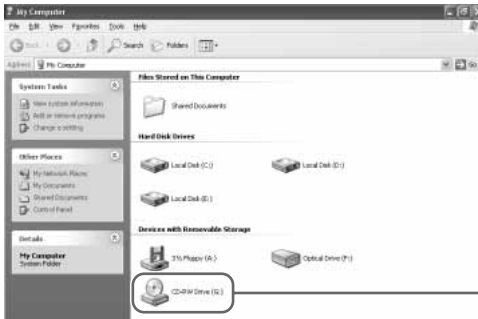 My Computer
File Edit View Favorites Tools Help
Back Search Folders
Address My Computer Go
System Tasks
View system information
Add or remove programs
Change a setting
Other Places
My Network Places
My Documents
Shared Documents
Control Panel
Details
My Computer
System Folder
Files Stored on This Computer
Shared Documents
Hard Disk Drives
Local Disk (C:) Local Disk (D:)
Local Disk (E:)
Devices with Removable Storage
3½ Floppy (A:) Optical Drive (F:)
CD-RW Drive (G:)